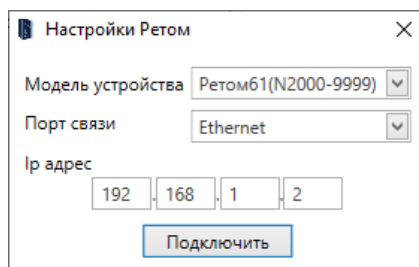 Настройки Ретом
Модель устройства Ретом61(N2000-9999)
Порт связи Ethernet
Ip адрес
192 . 168 . 1 . 2
Подключить